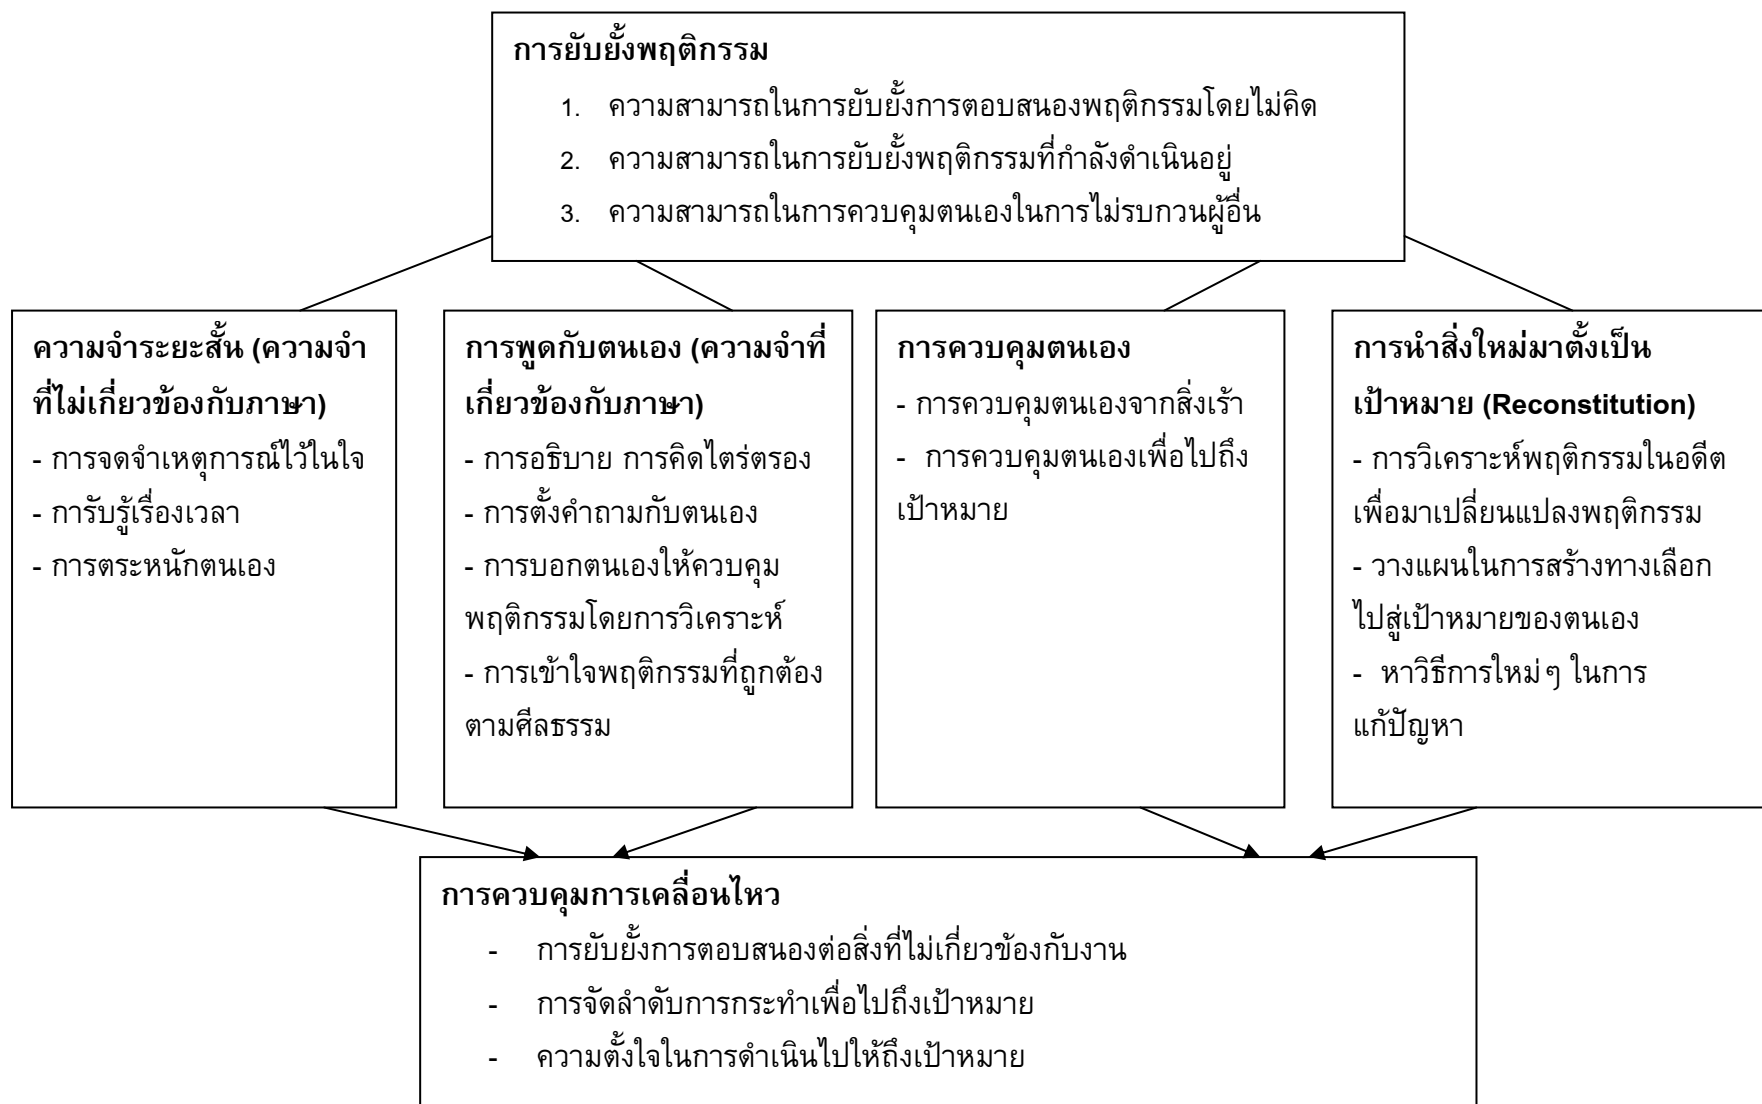 การยับยั้งพฤติกรรม
1. ความสามารถในการยับยั้งการตอบสนองพฤติกรรมโดยไม่คิด
2. ความสามารถในการยับยั้งพฤติกรรมที่กำลังดำเนินอยู่
3. ความสามารถในการควบคุมตนเองในการไม่รบกวนผู้อื่น
ความจำระยะสั้น (ความจำ
ที่ไม่เกี่ยวข้องกับภาษา)
- การจดจำเหตุการณ์ไว้ในใจ
- การับรู้เรื่องเวลา
- การตระหนักตนเอง
การพูดกับตนเอง (ความจำที่
เกี่ยวข้องกับภาษา)
- การอธิบาย การคิดไตร่ตรอง
- การตั้งคำถามกับตนเอง
- การบอกตนเองให้ควบคุม
พฤติกรรมโดยการวิเคราะห์
- การเข้าใจพฤติกรรมที่ถูกต้อง
ตามศีลธรรม
การควบคุมตนเอง
- การควบคุมตนเองจากสิ่งเร้า
- การควบคุมตนเองเพื่อไปถึง
เป้าหมาย
การนำสิ่งใหม่มาตั้งเป็น
เป้าหมาย (Reconstitution)
- การวิเคราะห์พฤติกรรมในอดีต
เพื่อมาเปลี่ยนแปลงพฤติกรรม
- วางแผนในการสร้างทางเลือก
ไปสู่เป้าหมายของตนเอง
- หาวิธีการใหม่ๆ ในการ
แก้ปัญหา
การควบคุมการเคลื่อนไหว
- การยับยั้งการตอบสนองต่อสิ่งที่ไม่เกี่ยวข้องกับงาน
- การจัดลำดับการกระทำเพื่อไปถึงเป้าหมาย
- ความตั้งใจในการดำเนินไปให้ถึงเป้าหมาย